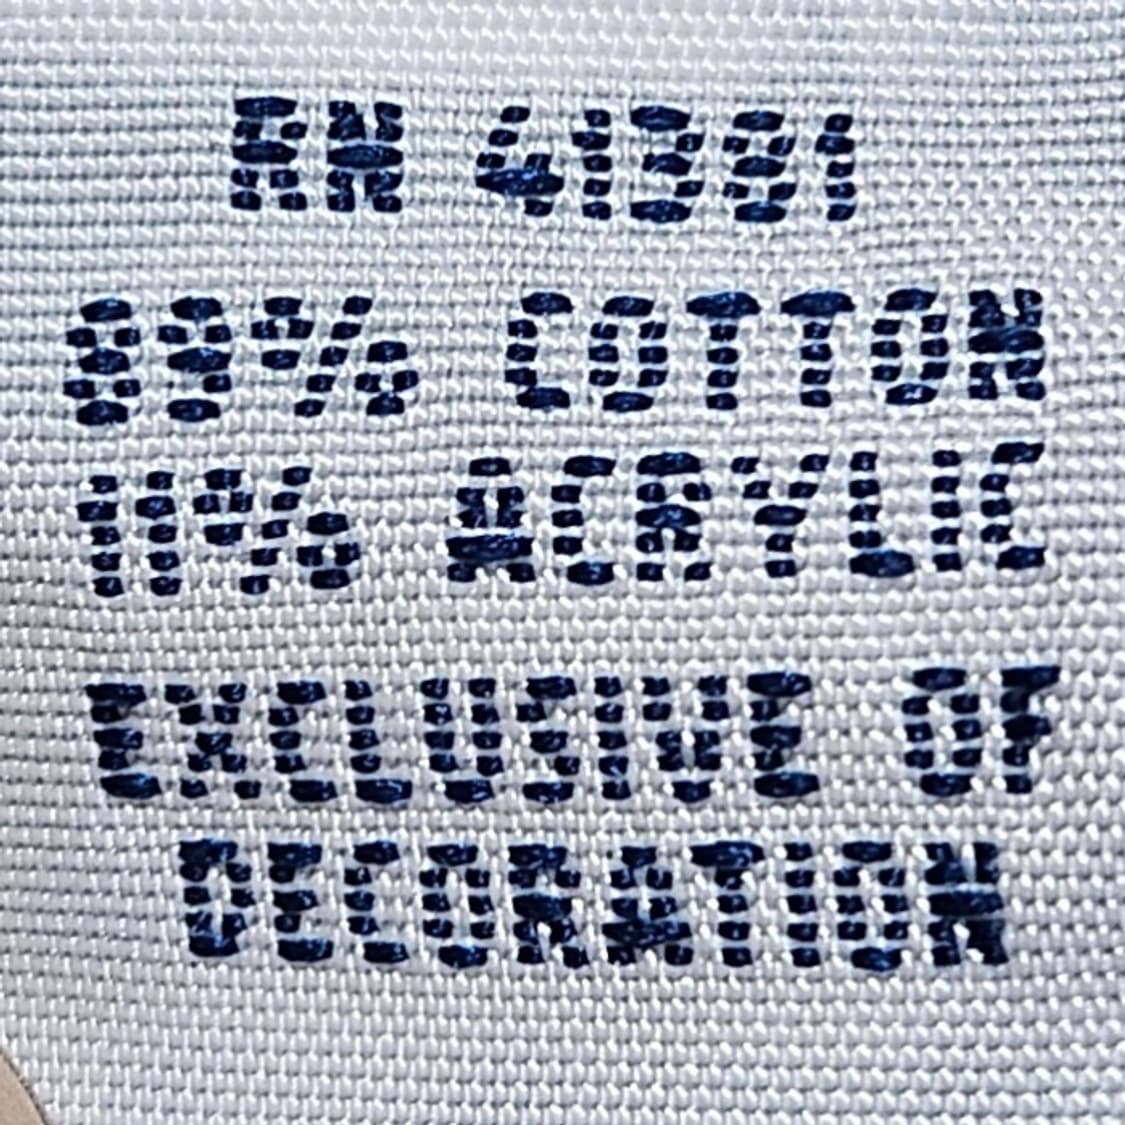 RN 41381
89% COTTON
11% ACRYLIC
EXCLUSIVE OF
DECORATION